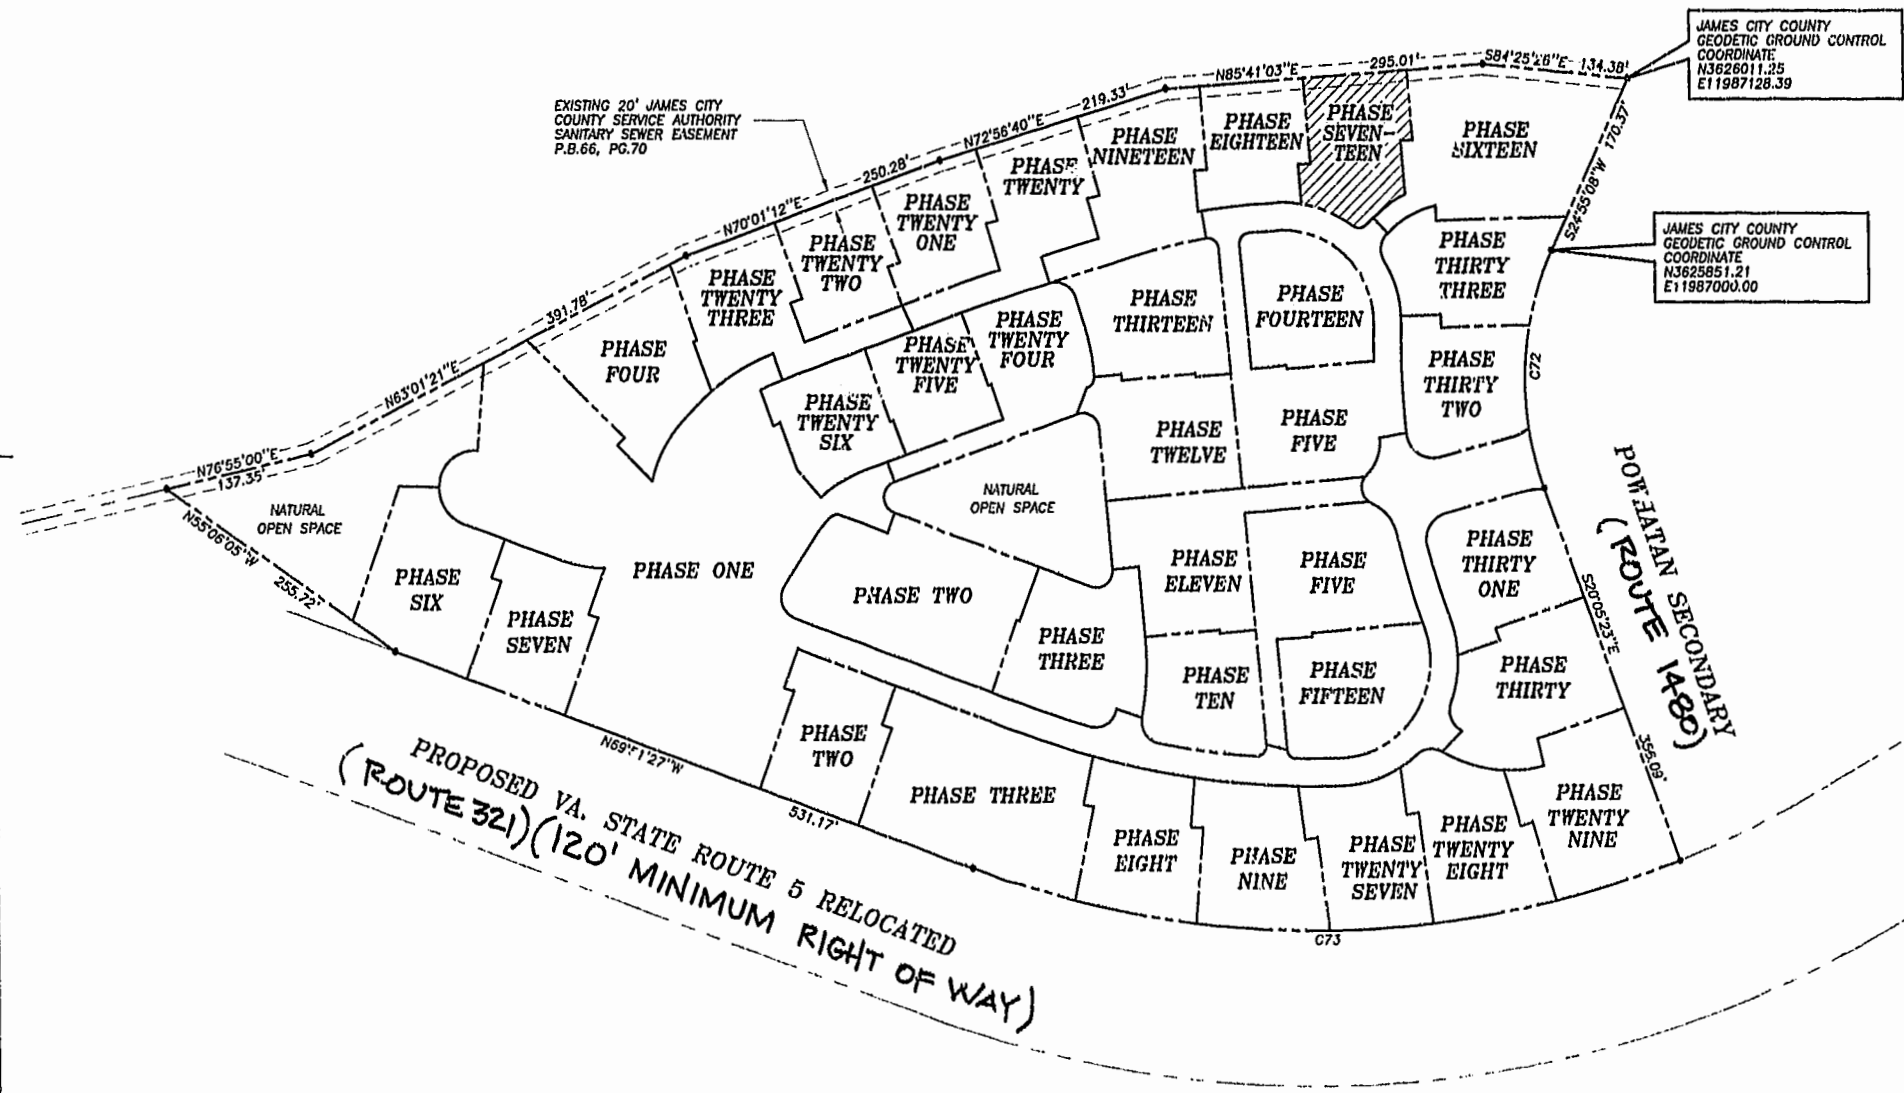 JAMES CITY COUNTY
GEODETIC GROUND CONTROL
COORDINATE
N3626011.25
E11987128.39
EXISTING 20' JAMES CITY
COUNTY SERVICE AUTHORITY
SANITARY SEWER EASEMENT
P.B.66, PG.70
N76°55'00"E
137.35'
N63°01'21"E
391.78'
N70°01'12"E
250.28'
N72°56'40"E
219.33'
N85°41'03"E
295.01'
S84°25'26"E
134.38'
S24°55'08"W 170.37'
JAMES CITY COUNTY
GEODETIC GROUND CONTROL
COORDINATE
N3625851.21
E11987000.00
PHASE
SEVEN-
TEEN
PHASE
SIXTEEN
PHASE
EIGHTEEN
PHASE
NINETEEN
PHASE
TWENTY
PHASE
TWENTY
ONE
PHASE
TWENTY
TWO
PHASE
TWENTY
THREE
PHASE
FOUR
PHASE
THIRTY
THREE
PHASE
FOURTEEN
PHASE
THIRTEEN
PHASE
TWENTY
FOUR
PHASE
TWENTY
FIVE
PHASE
TWENTY
SIX
PHASE
THIRTY
TWO
C72
PHASE
FIVE
PHASE
TWELVE
NATURAL
OPEN SPACE
NATURAL
OPEN SPACE
N55°06'05"W
255.72'
PHASE
SIX
PHASE
SEVEN
PHASE ONE
PHASE TWO
PHASE
THREE
PHASE
ELEVEN
PHASE
FIVE
PHASE
THIRTY
ONE
PHASE
TEN
PHASE
FIFTEEN
PHASE
THIRTY
S20°05'23"E
POWHATAN SECONDARY
(ROUTE 1480)
PHASE
TWO
PHASE THREE
PHASE
EIGHT
PHASE
NINE
PHASE
TWENTY
SEVEN
PHASE
TWENTY
EIGHT
PHASE
TWENTY
NINE
531.17'
C73
PROPOSED VA. STATE ROUTE 5 RELOCATED
(ROUTE 321) (120' MINIMUM RIGHT OF WAY)